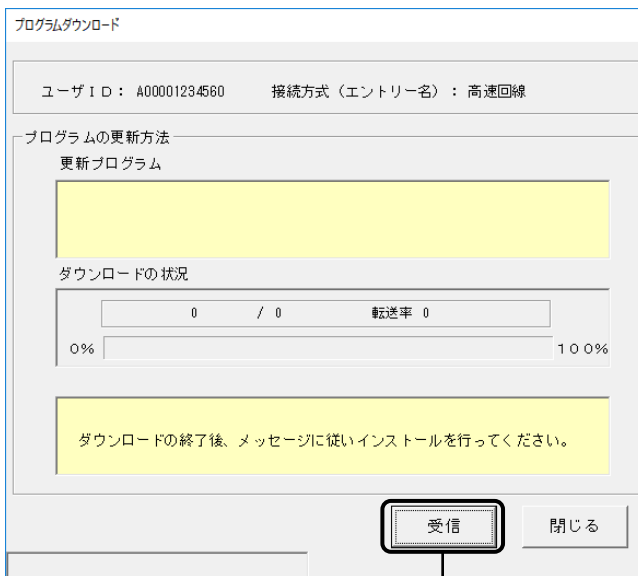 プログラムダウンロード
ユーザID： A00001234560　　接続方式（エントリー名）：高速回線
プログラムの更新方法
更新プログラム
ダウンロードの状況
0　/ 0　転送率 0
0%　１００%
ダウンロードの終了後、メッセージに従いインストールを行ってください。
受信　閉じる